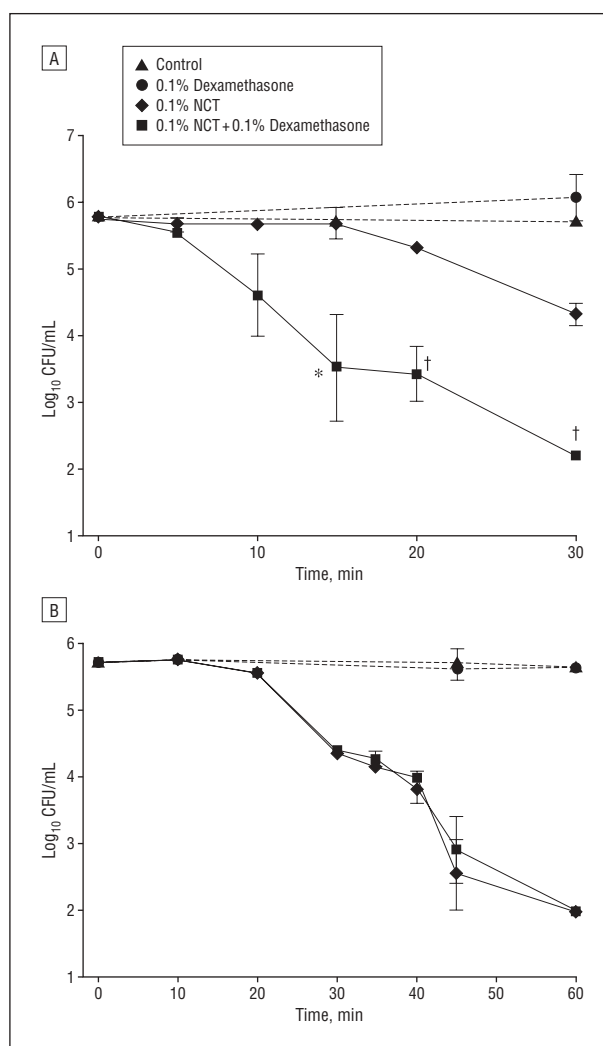 A
Control
0.1% Dexamethasone
0.1% NCT
0.1% NCT + 0.1% Dexamethasone
7
6
5
4
3
2
1
Log10 CFU/mL
*
†
†
0
10
20
30
Time, min
B
6
5
4
3
2
1
Log10 CFU/mL
0
10
20
30
40
50
60
Time, min